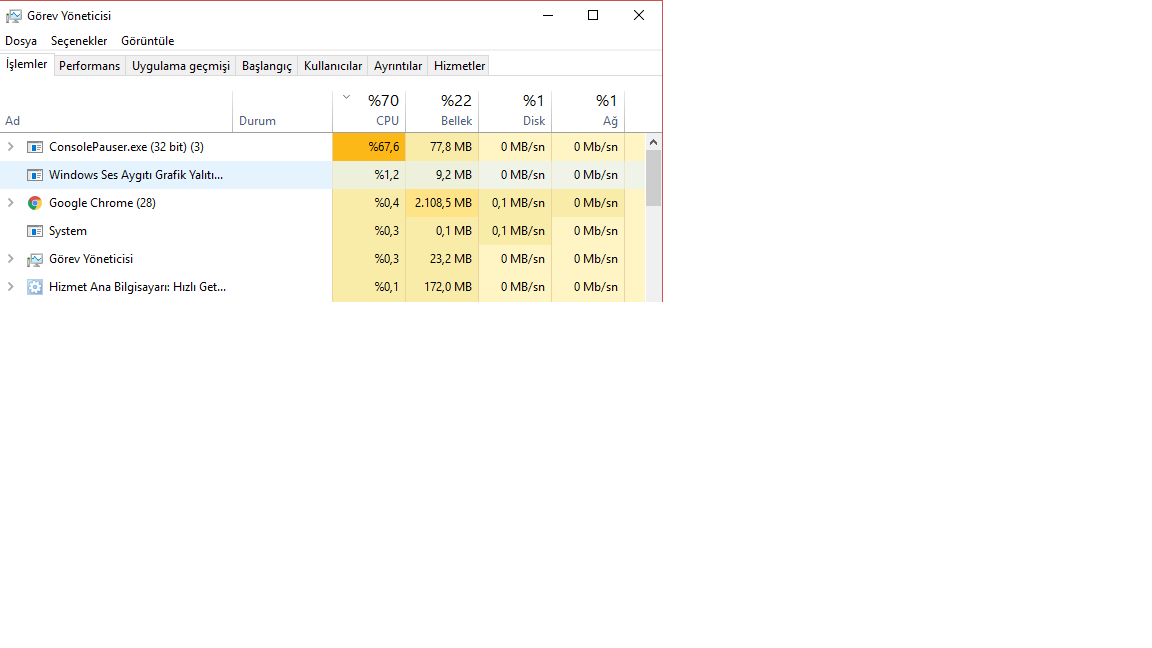 Görev Yöneticisi
Dosya Seçenekler Görüntüle
İşlemler Performans Uygulama geçmişi Başlangıç Kullanıcılar Ayrıntılar Hizmetler
%70 %22 %1 %1
Ad Durum CPU Bellek Disk Ağ
ConsolePauser.exe (32 bit) (3) %67,6 77,8 MB 0 MB/sn 0 Mb/sn
Windows Ses Aygıtı Grafik Yalıtı... %1,2 9,2 MB 0 MB/sn 0 Mb/sn
Google Chrome (28) %0,4 2.108,5 MB 0,1 MB/sn 0 Mb/sn
System %0,3 0,1 MB 0,1 MB/sn 0 Mb/sn
Görev Yöneticisi %0,3 23,2 MB 0 MB/sn 0 Mb/sn
Hizmet Ana Bilgisayarı: Hızlı Get... %0,1 172,0 MB 0 MB/sn 0 Mb/sn